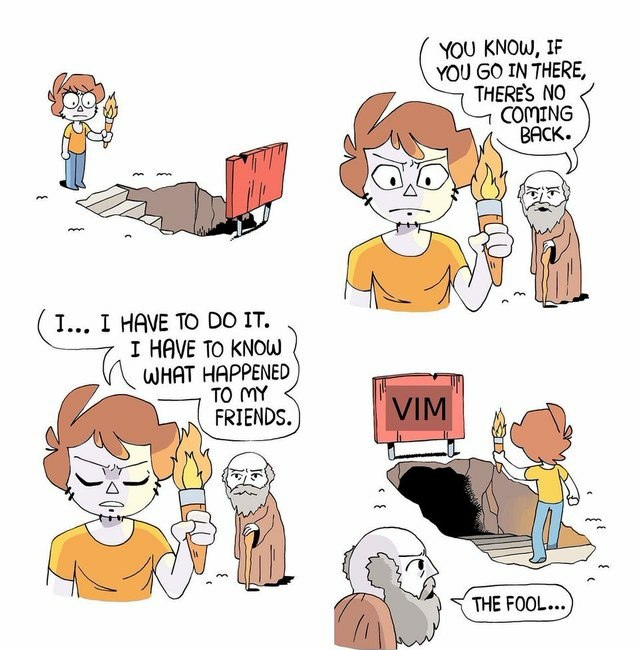 YOU KNOW, IF
YOU GO IN THERE,
THERE'S NO
COMING
BACK.
I... I HAVE TO DO IT.
I HAVE TO KNOW
WHAT HAPPENED
TO MY
FRIENDS.
VIM
THE FOOL...